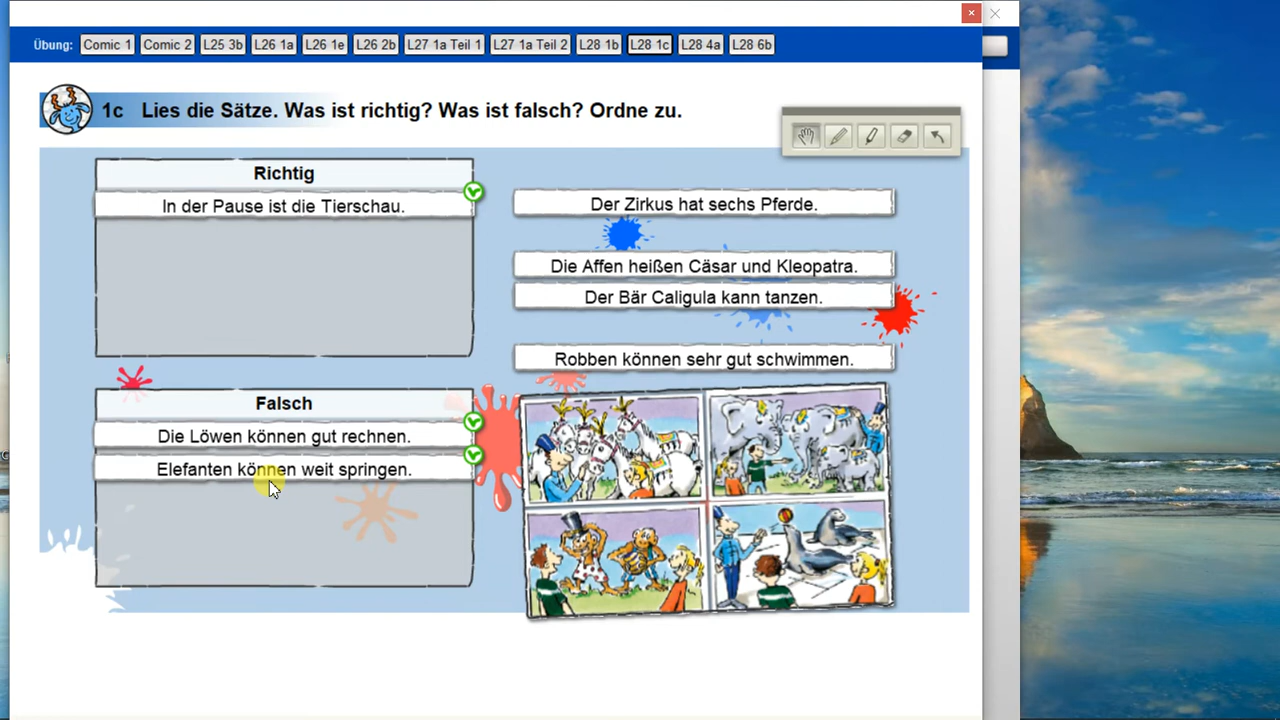 Übung: Comic 1 Comic 2 L25 3b L26 1a L26 1e L26 2b L27 1a Teil 1 L27 1a Teil 2 L28 1b L28 1c L28 4a L28 6b
1c Lies die Sätze. Was ist richtig? Was ist falsch? Ordne zu.
Richtig
In der Pause ist die Tierschau.
Falsch
Die Löwen können gut rechnen.
Elefanten können weit springen.
Der Zirkus hat sechs Pferde.
Die Affen heißen Cäsar und Kleopatra.
Der Bär Caligula kann tanzen.
Robben können sehr gut schwimmen.